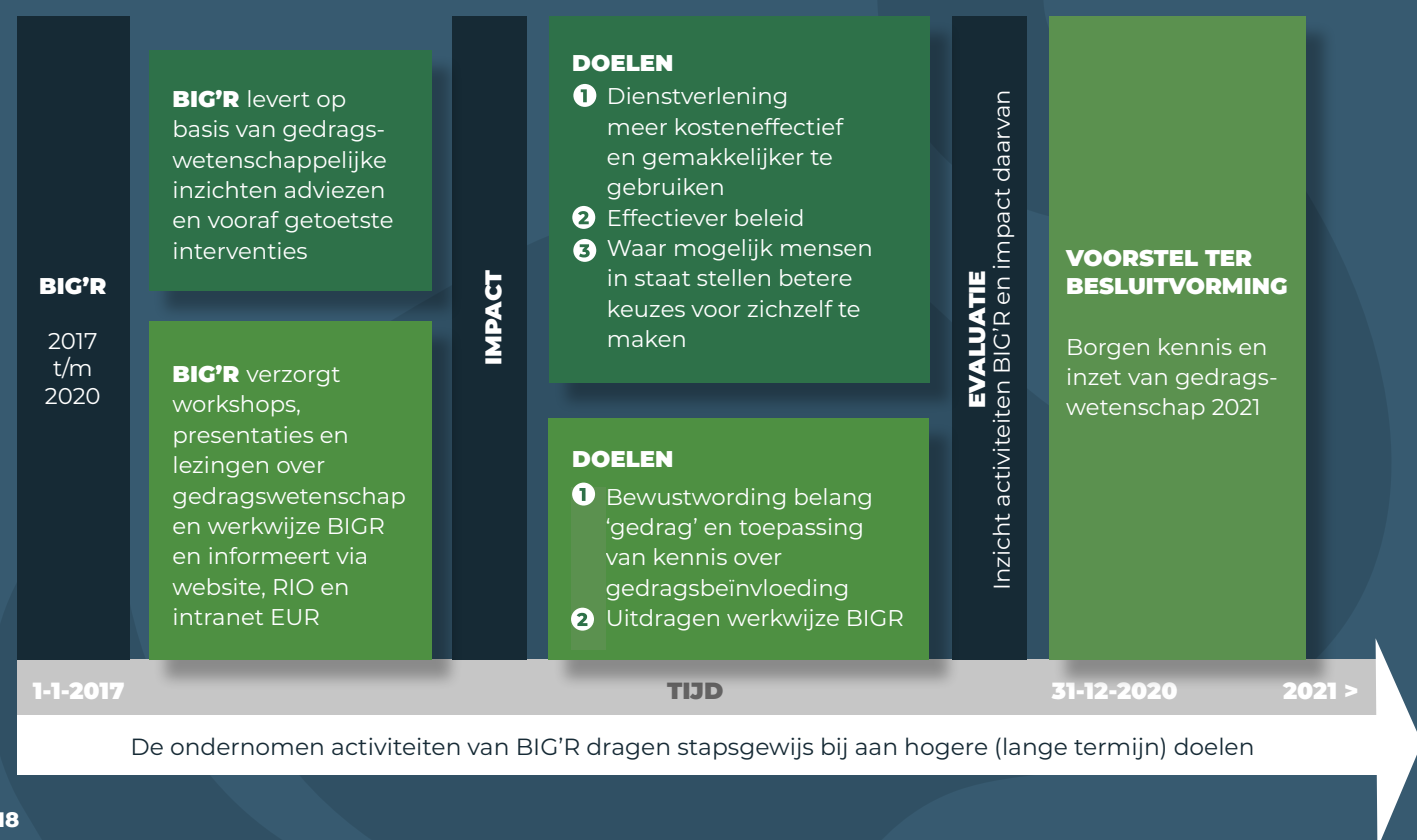 BIG’R
2017
t/m
2020
BIG’R levert op
basis van gedrags-
wetenschappelijke
inzichten adviezen
en vooraf getoetste
interventies
BIG’R verzorgt
workshops,
presentaties en
lezingen over
gedragswetenschap
en werkwijze BIGR
en informeert via
website, RIO en
intranet EUR
IMPACT
DOELEN
1 Dienstverlening
meer kosteneffectief
en gemakkelijker te
gebruiken
2 Effectiever beleid
3 Waar mogelijk mensen
in staat stellen betere
keuzes voor zichzelf te
maken
DOELEN
1 Bewustwording belang
‘gedrag’ en toepassing
van kennis over
gedragsbeïnvloeding
2 Uitdragen werkwijze BIGR
EVALUATIE
Inzicht activiteiten BIG’R en impact daarvan
VOORSTEL TER
BESLUITVORMING
Borgen kennis en
inzet van gedrags-
wetenschap 2021
1-1-2017 TIJD 31-12-2020 2021 >
De ondernomen activiteiten van BIG’R dragen stapsgewijs bij aan hogere (lange termijn) doelen
18